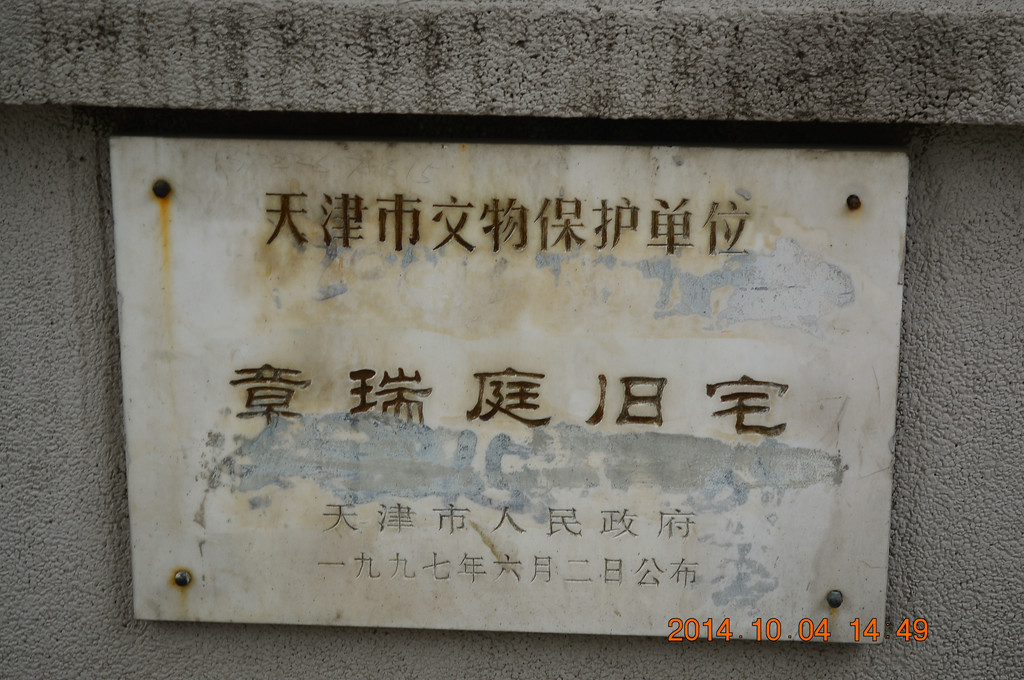 天津市文物保护单位
章瑞庭旧宅
天津市人民政府
一九九七年六月二日公布
2014.10.04 14 49